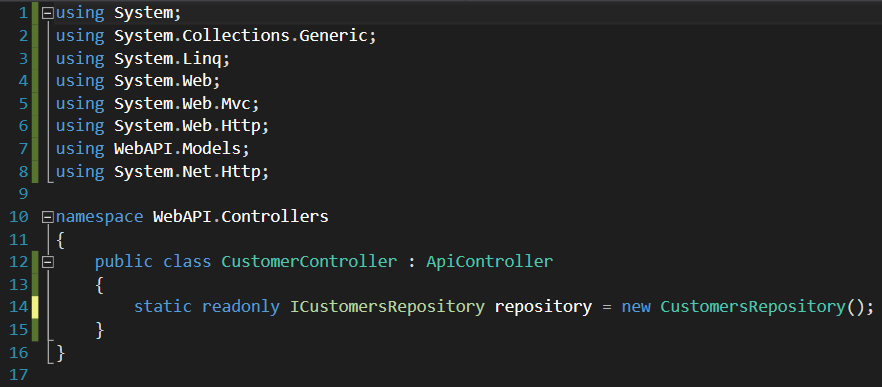 1 using System;
2 using System.Collections.Generic;
3 using System.Linq;
4 using System.Web;
5 using System.Web.Mvc;
6 using System.Web.Http;
7 using WebAPI.Models;
8 using System.Net.Http;
9
10 namespace WebAPI.Controllers
11 {
12     public class CustomerController : ApiController
13     {
14         static readonly ICustomersRepository repository = new CustomersRepository();
15     }
16 }
17